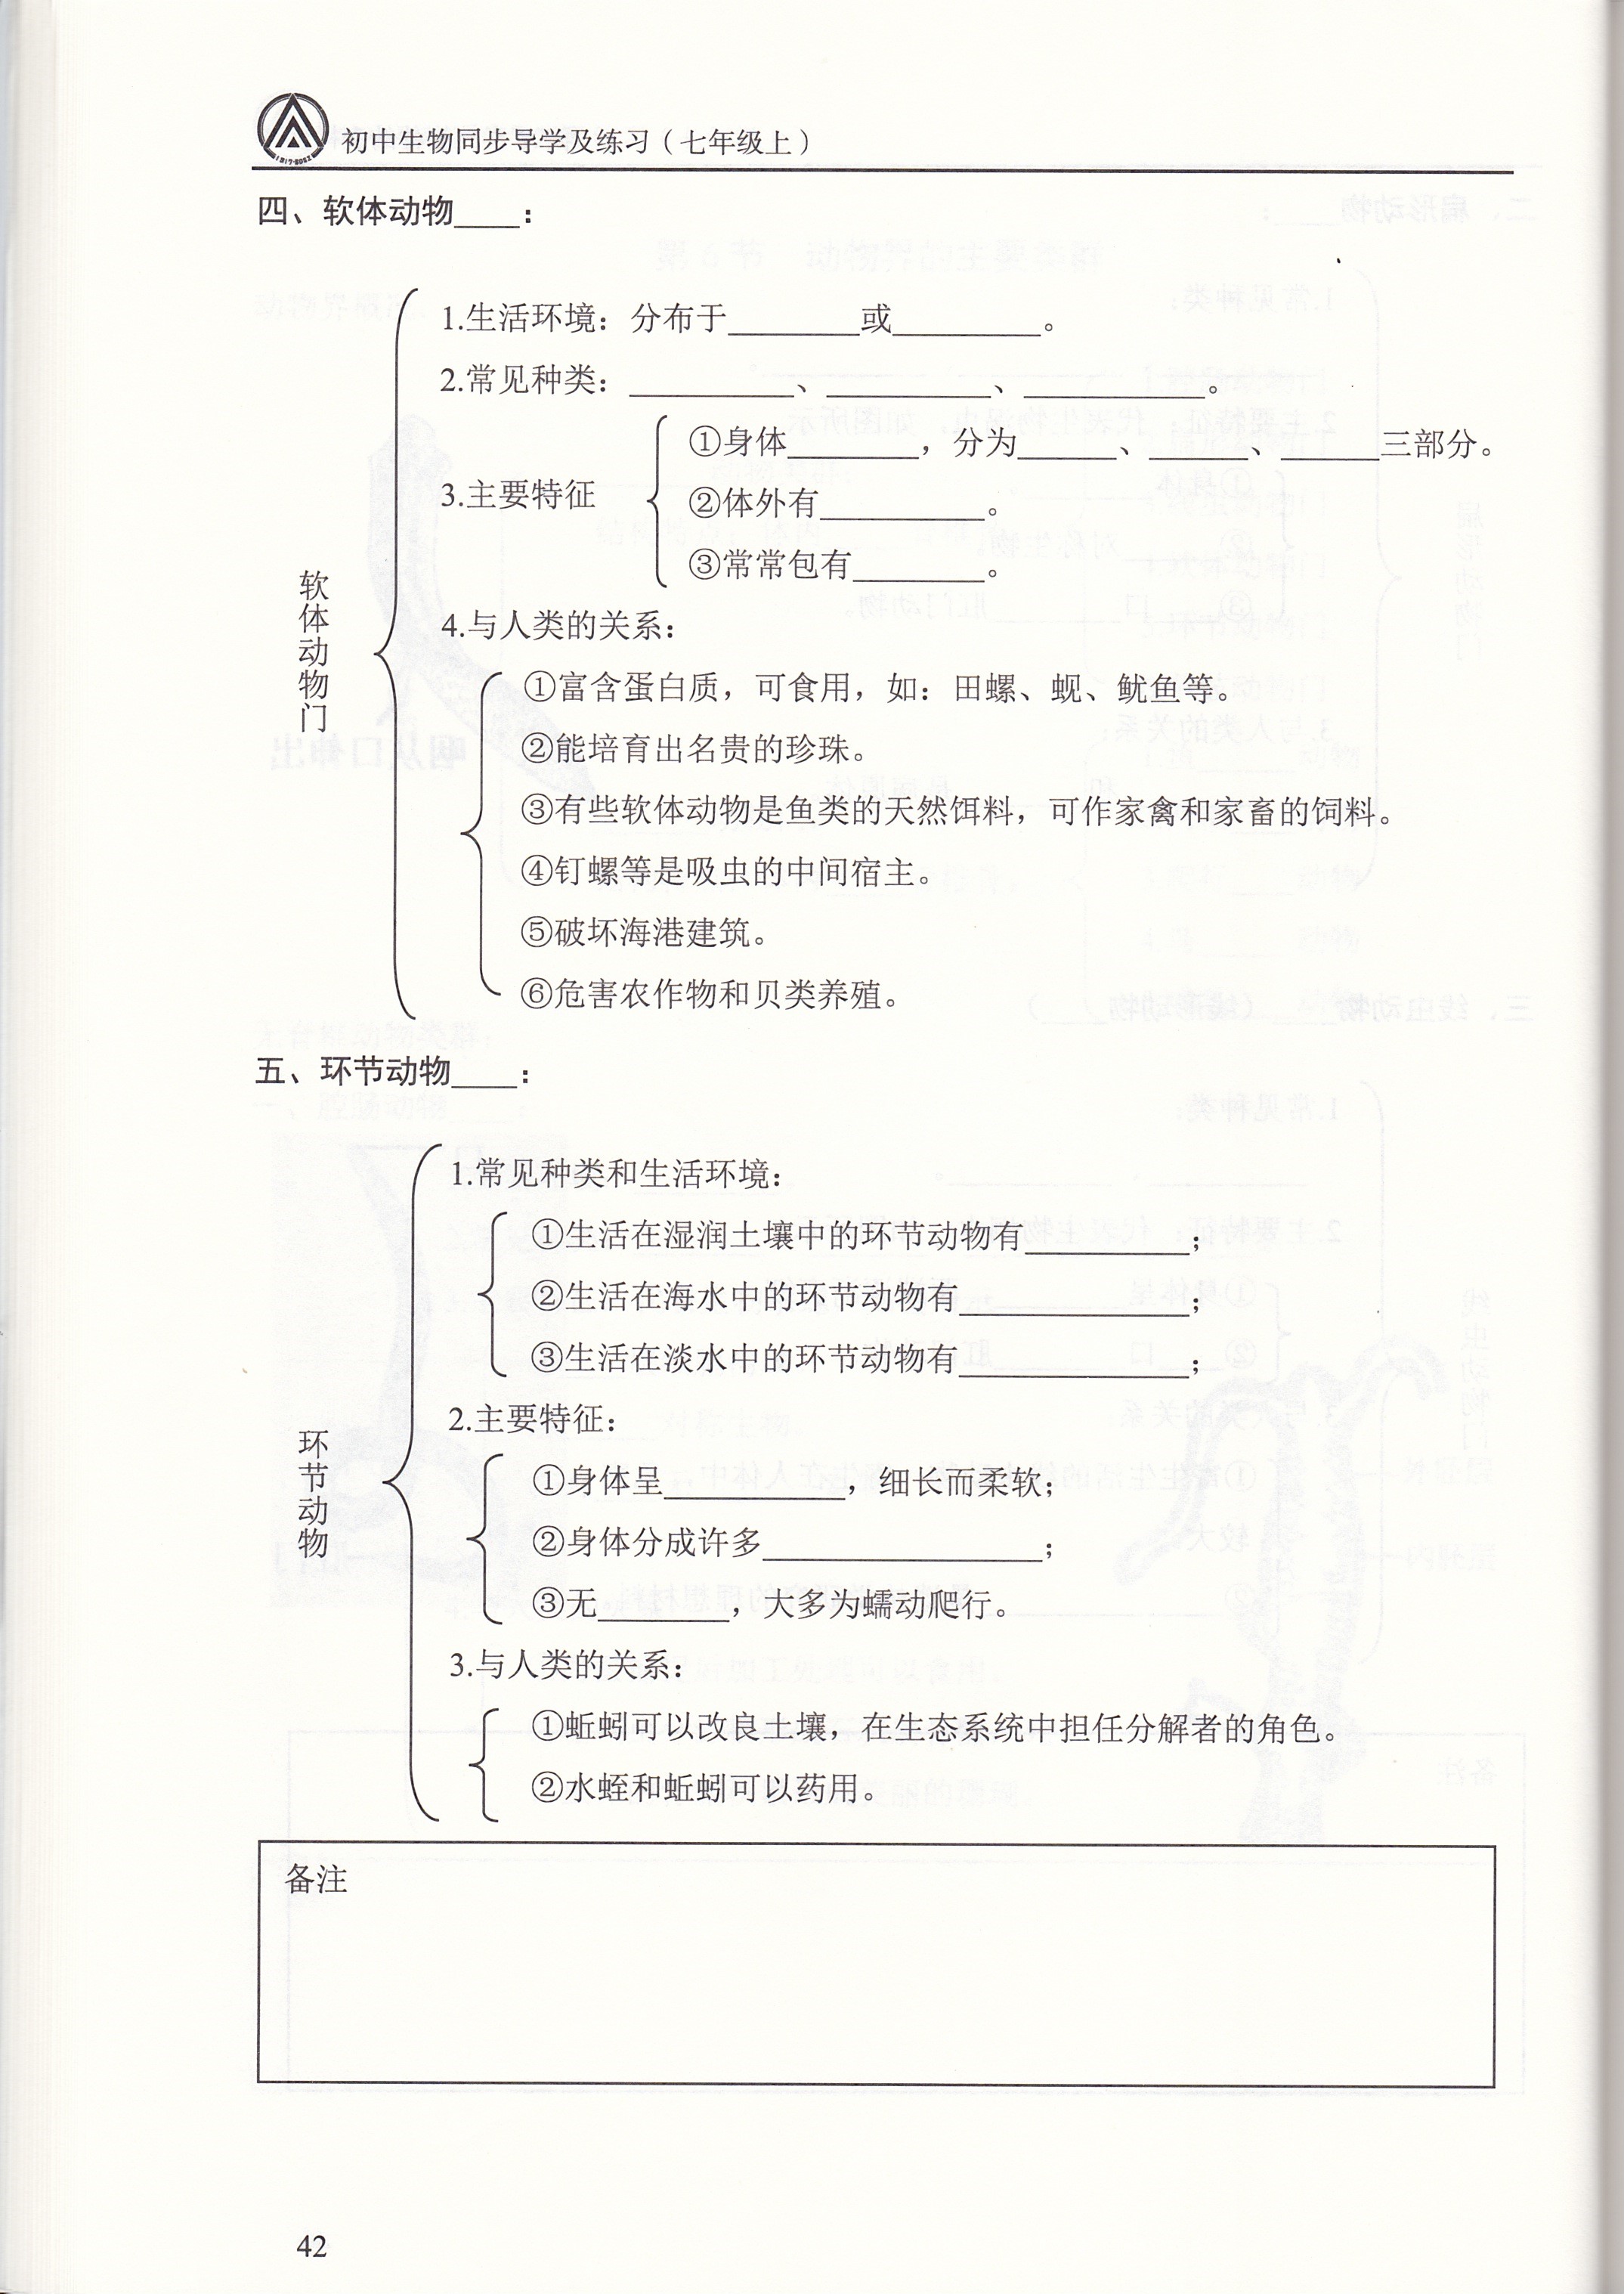 初中生物同步导学及练习（七年级上）
四、软体动物____：
1.生活环境：分布于________或_________。
2.常见种类：__________、__________、___________。
①身体________，分为______、______、______三部分。
3.主要特征
②体外有__________。
③常常包有________。
软体动物门
4.与人类的关系：
①富含蛋白质，可食用，如：田螺、蚬、鱿鱼等。
②能培育出名贵的珍珠。
③有些软体动物是鱼类的天然饵料，可作家禽和家畜的饲料。
④钉螺等是吸虫的中间宿主。
⑤破坏海港建筑。
⑥危害农作物和贝类养殖。
五、环节动物____：
1.常见种类和生活环境：
①生活在湿润土壤中的环节动物有__________；
②生活在海水中的环节动物有______________；
③生活在淡水中的环节动物有______________；
2.主要特征：
环节动物
①身体呈___________，细长而柔软；
②身体分成许多_________________；
③无________，大多为蠕动爬行。
3.与人类的关系：
①蚯蚓可以改良土壤，在生态系统中担任分解者的角色。
②水蛭和蚯蚓可以药用。
备注
42